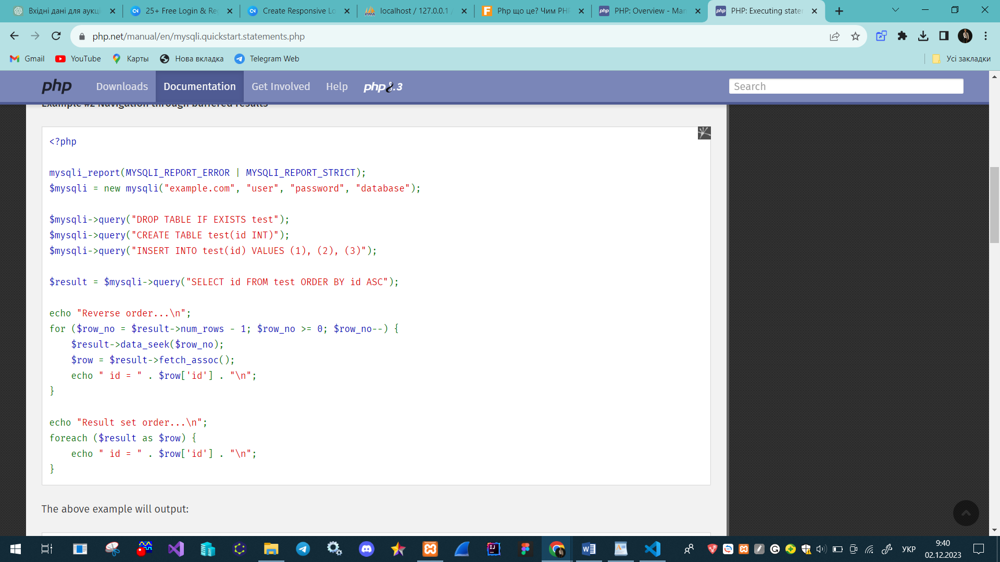 Вхідні дані для аукц
25+ Free Login & Re
Create Responsive Lo
localhost / 127.0.0.1 /
Php що це? Чим PHP
PHP: Overview - Man
PHP: Executing state
php.net/manual/en/mysqli.quickstart.statements.php
Gmail
YouTube
Карты
Нова вкладка
Telegram Web
Усі закладки
php
Downloads
Documentation
Get Involved
Help
php8.3
Search
Example #2 Navigation through buffered results
<?php
mysqli_report(MYSQLI_REPORT_ERROR | MYSQLI_REPORT_STRICT);
$mysqli = new mysqli("example.com", "user", "password", "database");
$mysqli->query("DROP TABLE IF EXISTS test");
$mysqli->query("CREATE TABLE test(id INT)");
$mysqli->query("INSERT INTO test(id) VALUES (1), (2), (3)");
$result = $mysqli->query("SELECT id FROM test ORDER BY id ASC");
echo "Reverse order...\n";
for ($row_no = $result->num_rows - 1; $row_no >= 0; $row_no--) {
    $result->data_seek($row_no);
    $row = $result->fetch_assoc();
    echo " id = " . $row['id'] . "\n";
}
echo "Result set order...\n";
foreach ($result as $row) {
    echo " id = " . $row['id'] . "\n";
}
The above example will output:
УКР
9:40
02.12.2023